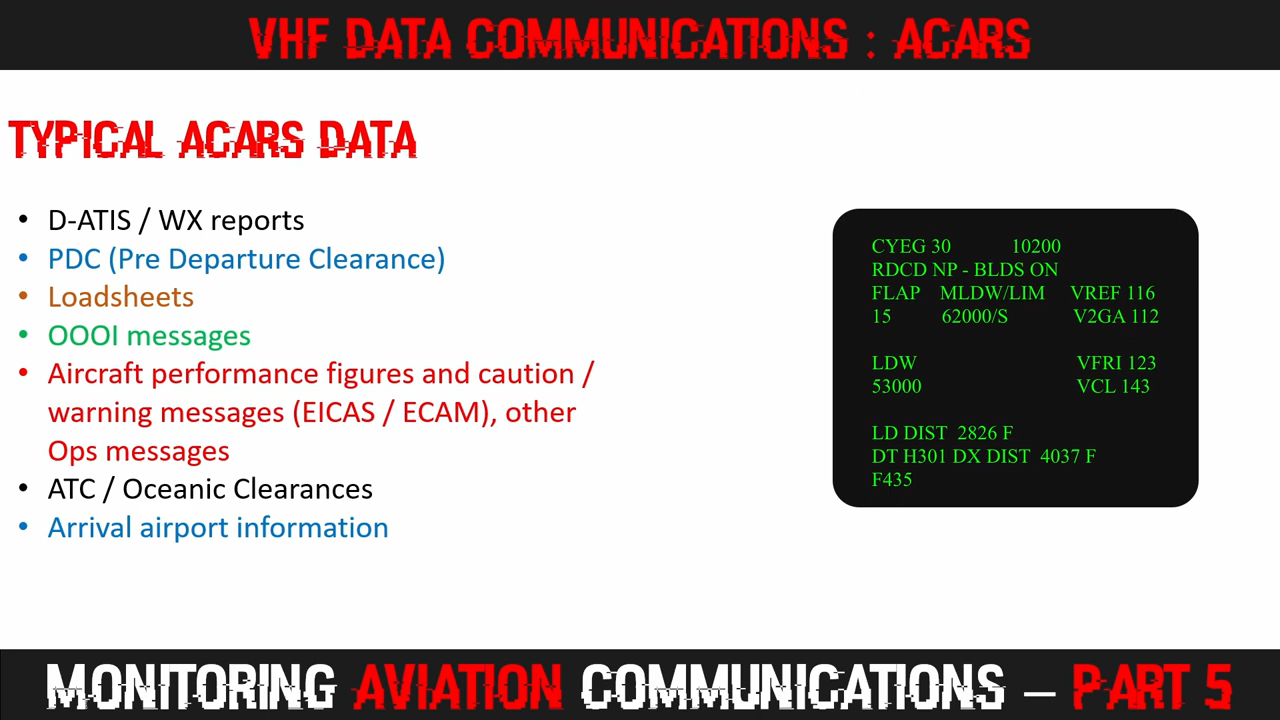 VHF DATA COMMUNICATIONS : ACARS
TYPICAL ACARS DATA
• D-ATIS / WX reports
• PDC (Pre Departure Clearance)
• Loadsheets
• OOOI messages
• Aircraft performance figures and caution /
warning messages (EICAS / ECAM), other
Ops messages
• ATC / Oceanic Clearances
• Arrival airport information
CYEG 30 10200
RDCD NP - BLDS ON
FLAP MLDW/LIM VREF 116
15 62000/S V2GA 112
LDW VFRI 123
53000 VCL 143
LD DIST 2826 F
DT H301 DX DIST 4037 F
F435
MONITORING AVIATION COMMUNICATIONS – PART 5